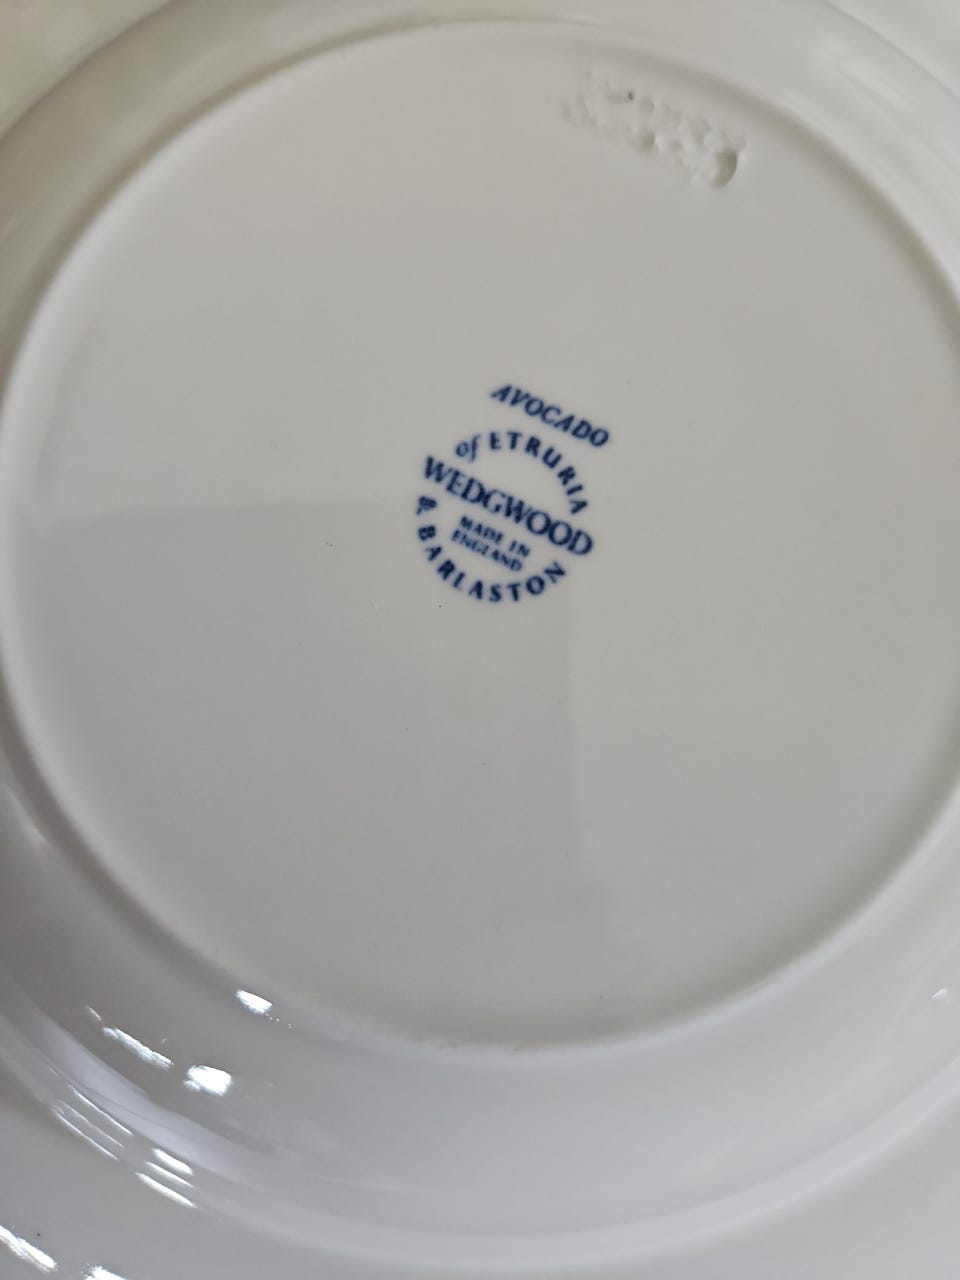 AVOCADO
of ETRURIA
WEDGWOOD
MADE IN
ENGLAND
& BARLASTON